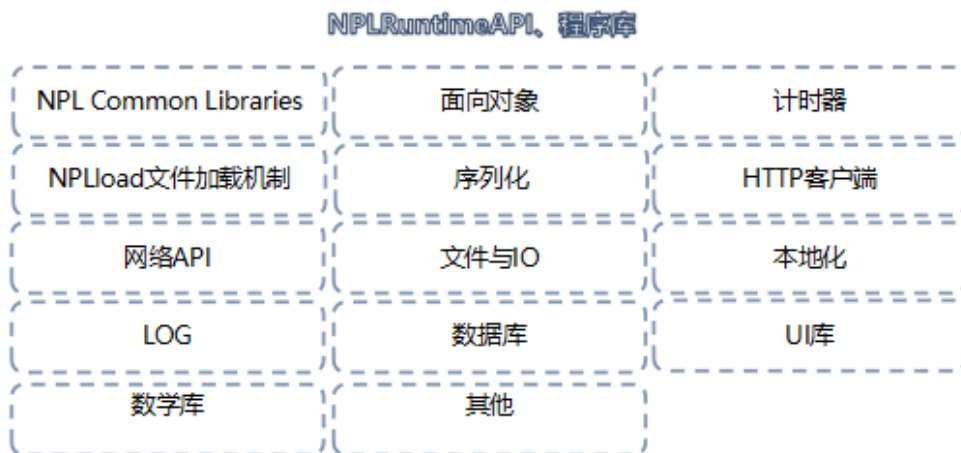 NPLRuntimeAPI、程序库
NPL Common Libraries
面向对象
计时器
NPLload文件加载机制
序列化
HTTP客户端
网络API
文件与IO
本地化
LOG
数据库
UI库
数学库
其他